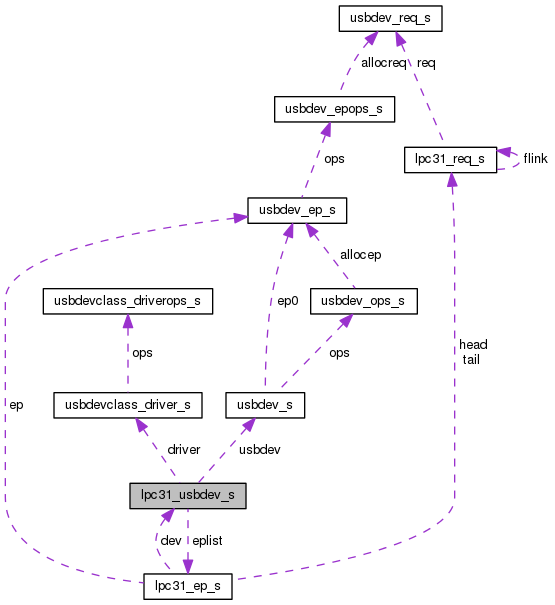 usbdev_req_s
allocreq
req
usbdev_epops_s
lpc31_req_s
flink
ops
usbdev_ep_s
allocep
usbdevclass_driverops_s
ep0
usbdev_ops_s
ops
ops
head
tail
ep
usbdevclass_driver_s
usbdev_s
driver
usbdev
lpc31_usbdev_s
dev
eplist
lpc31_ep_s